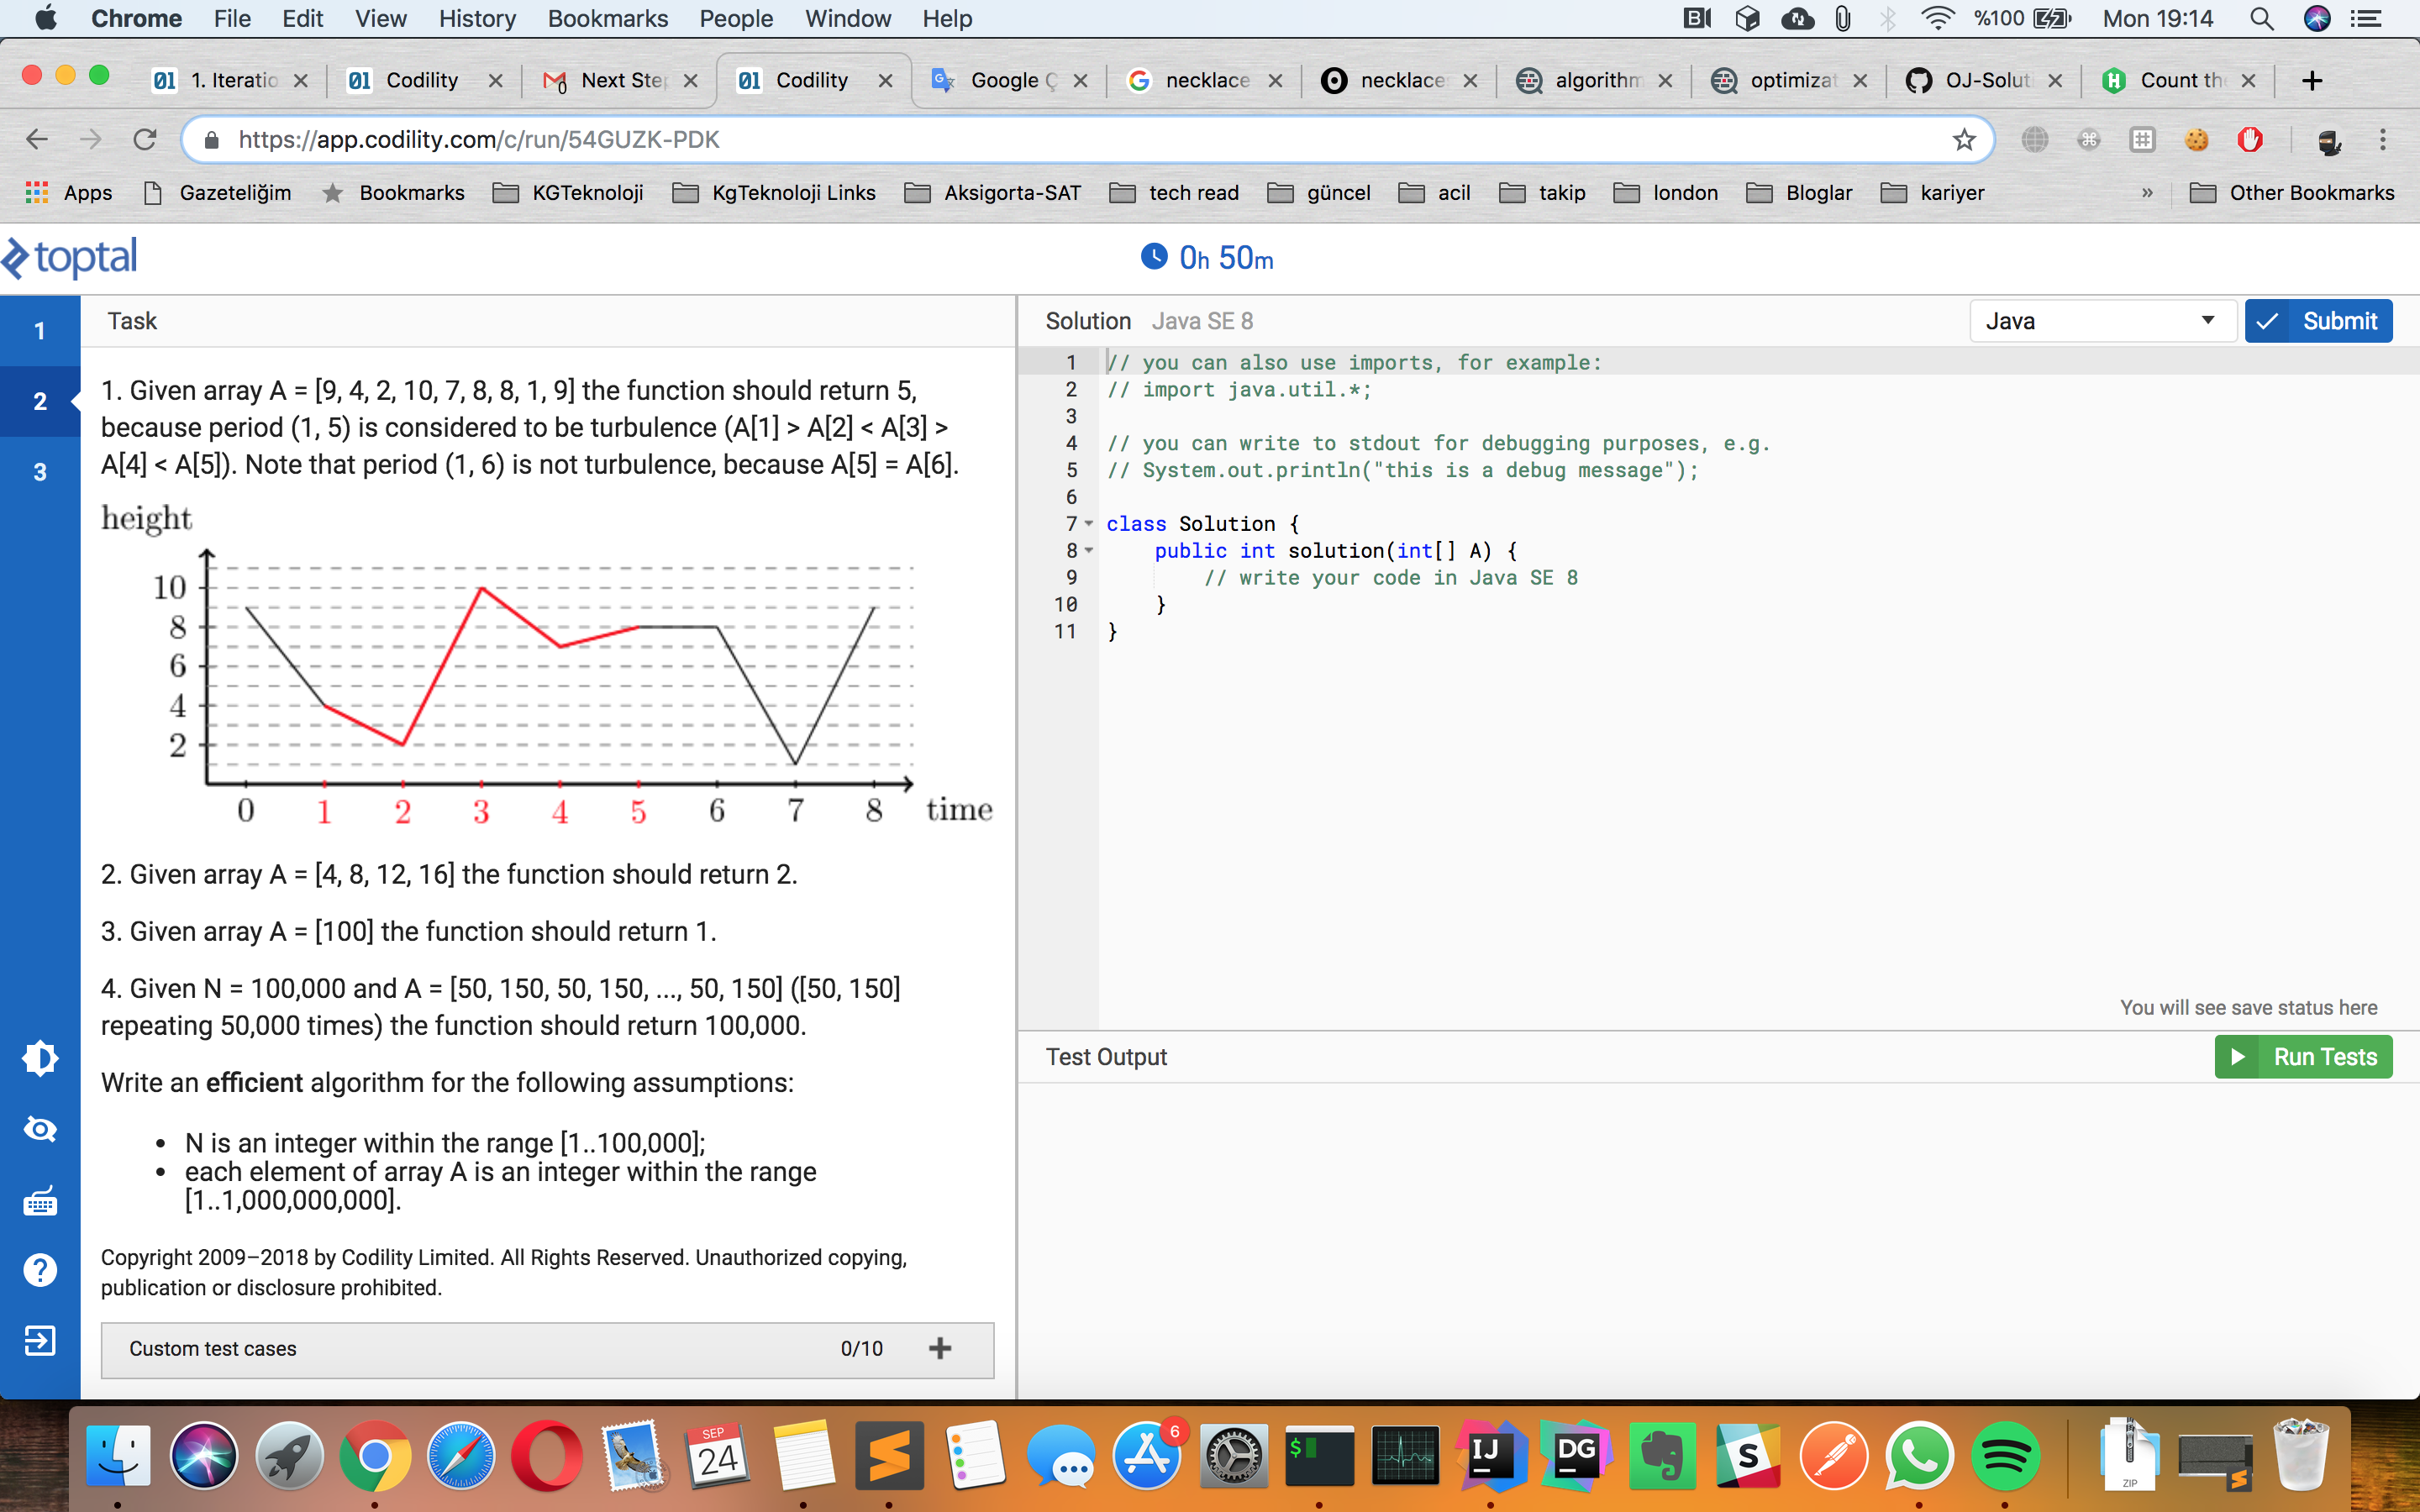 Chrome File Edit View History Bookmarks People Window Help %100 Mon 19:14
1. Iteratio Codility Next Ste Codility Google Ç necklace necklace algorithm optimizat OJ-Solut Count th
https://app.codility.com/c/run/54GUZK-PDK
Apps Gazeteliğim Bookmarks KGTeknoloji KgTeknoloji Links Aksigorta-SAT tech read güncel acil takip london Bloglar kariyer » Other Bookmarks
toptal 0h 50m
1
2
3
Task
1. Given array A = [9, 4, 2, 10, 7, 8, 8, 1, 9] the function should return 5,
because period (1, 5) is considered to be turbulence (A[1] > A[2] < A[3] >
A[4] < A[5]). Note that period (1, 6) is not turbulence, because A[5] = A[6].
height
10
8
6
4
2
0 1 2 3 4 5 6 7 8 time
2. Given array A = [4, 8, 12, 16] the function should return 2.
3. Given array A = [100] the function should return 1.
4. Given N = 100,000 and A = [50, 150, 50, 150, ..., 50, 150] ([50, 150]
repeating 50,000 times) the function should return 100,000.
Write an efficient algorithm for the following assumptions:
• N is an integer within the range [1..100,000];
• each element of array A is an integer within the range
[1..1,000,000,000].
Copyright 2009–2018 by Codility Limited. All Rights Reserved. Unauthorized copying,
publication or disclosure prohibited.
Custom test cases 0/10 +
Solution Java SE 8 Java Submit
1 // you can also use imports, for example:
2 // import java.util.*;
3
4 // you can write to stdout for debugging purposes, e.g.
5 // System.out.println("this is a debug message");
6
7 class Solution {
8 public int solution(int[] A) {
9 // write your code in Java SE 8
10 }
11 }
You will see save status here
Test Output Run Tests
SEP
24
6
$
IJ
DG
S
ZIP